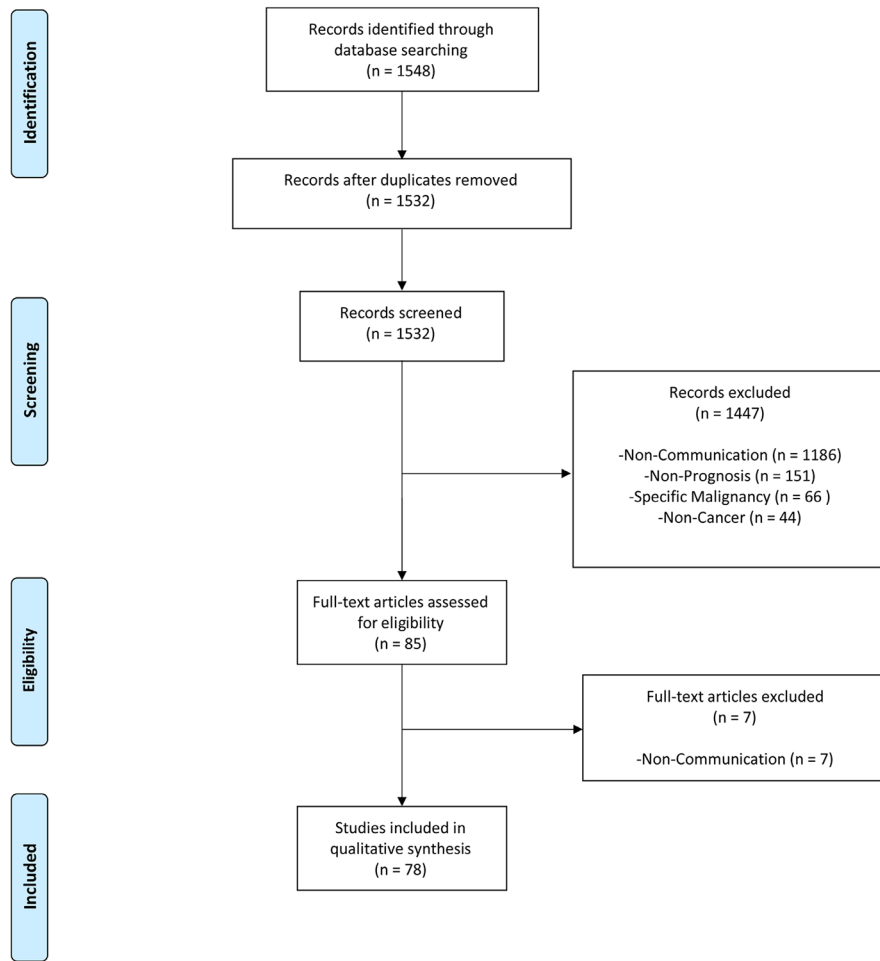 Identification
Records identified through
database searching
(n = 1548)
Records after duplicates removed
(n = 1532)
Screening
Records screened
(n = 1532)
Records excluded
(n = 1447)
-Non-Communication (n = 1186)
-Non-Prognosis (n = 151)
-Specific Malignancy (n = 66 )
-Non-Cancer (n = 44)
Eligibility
Full-text articles assessed
for eligibility
(n = 85)
Full-text articles excluded
(n = 7)
-Non-Communication (n = 7)
Included
Studies included in
qualitative synthesis
(n = 78)